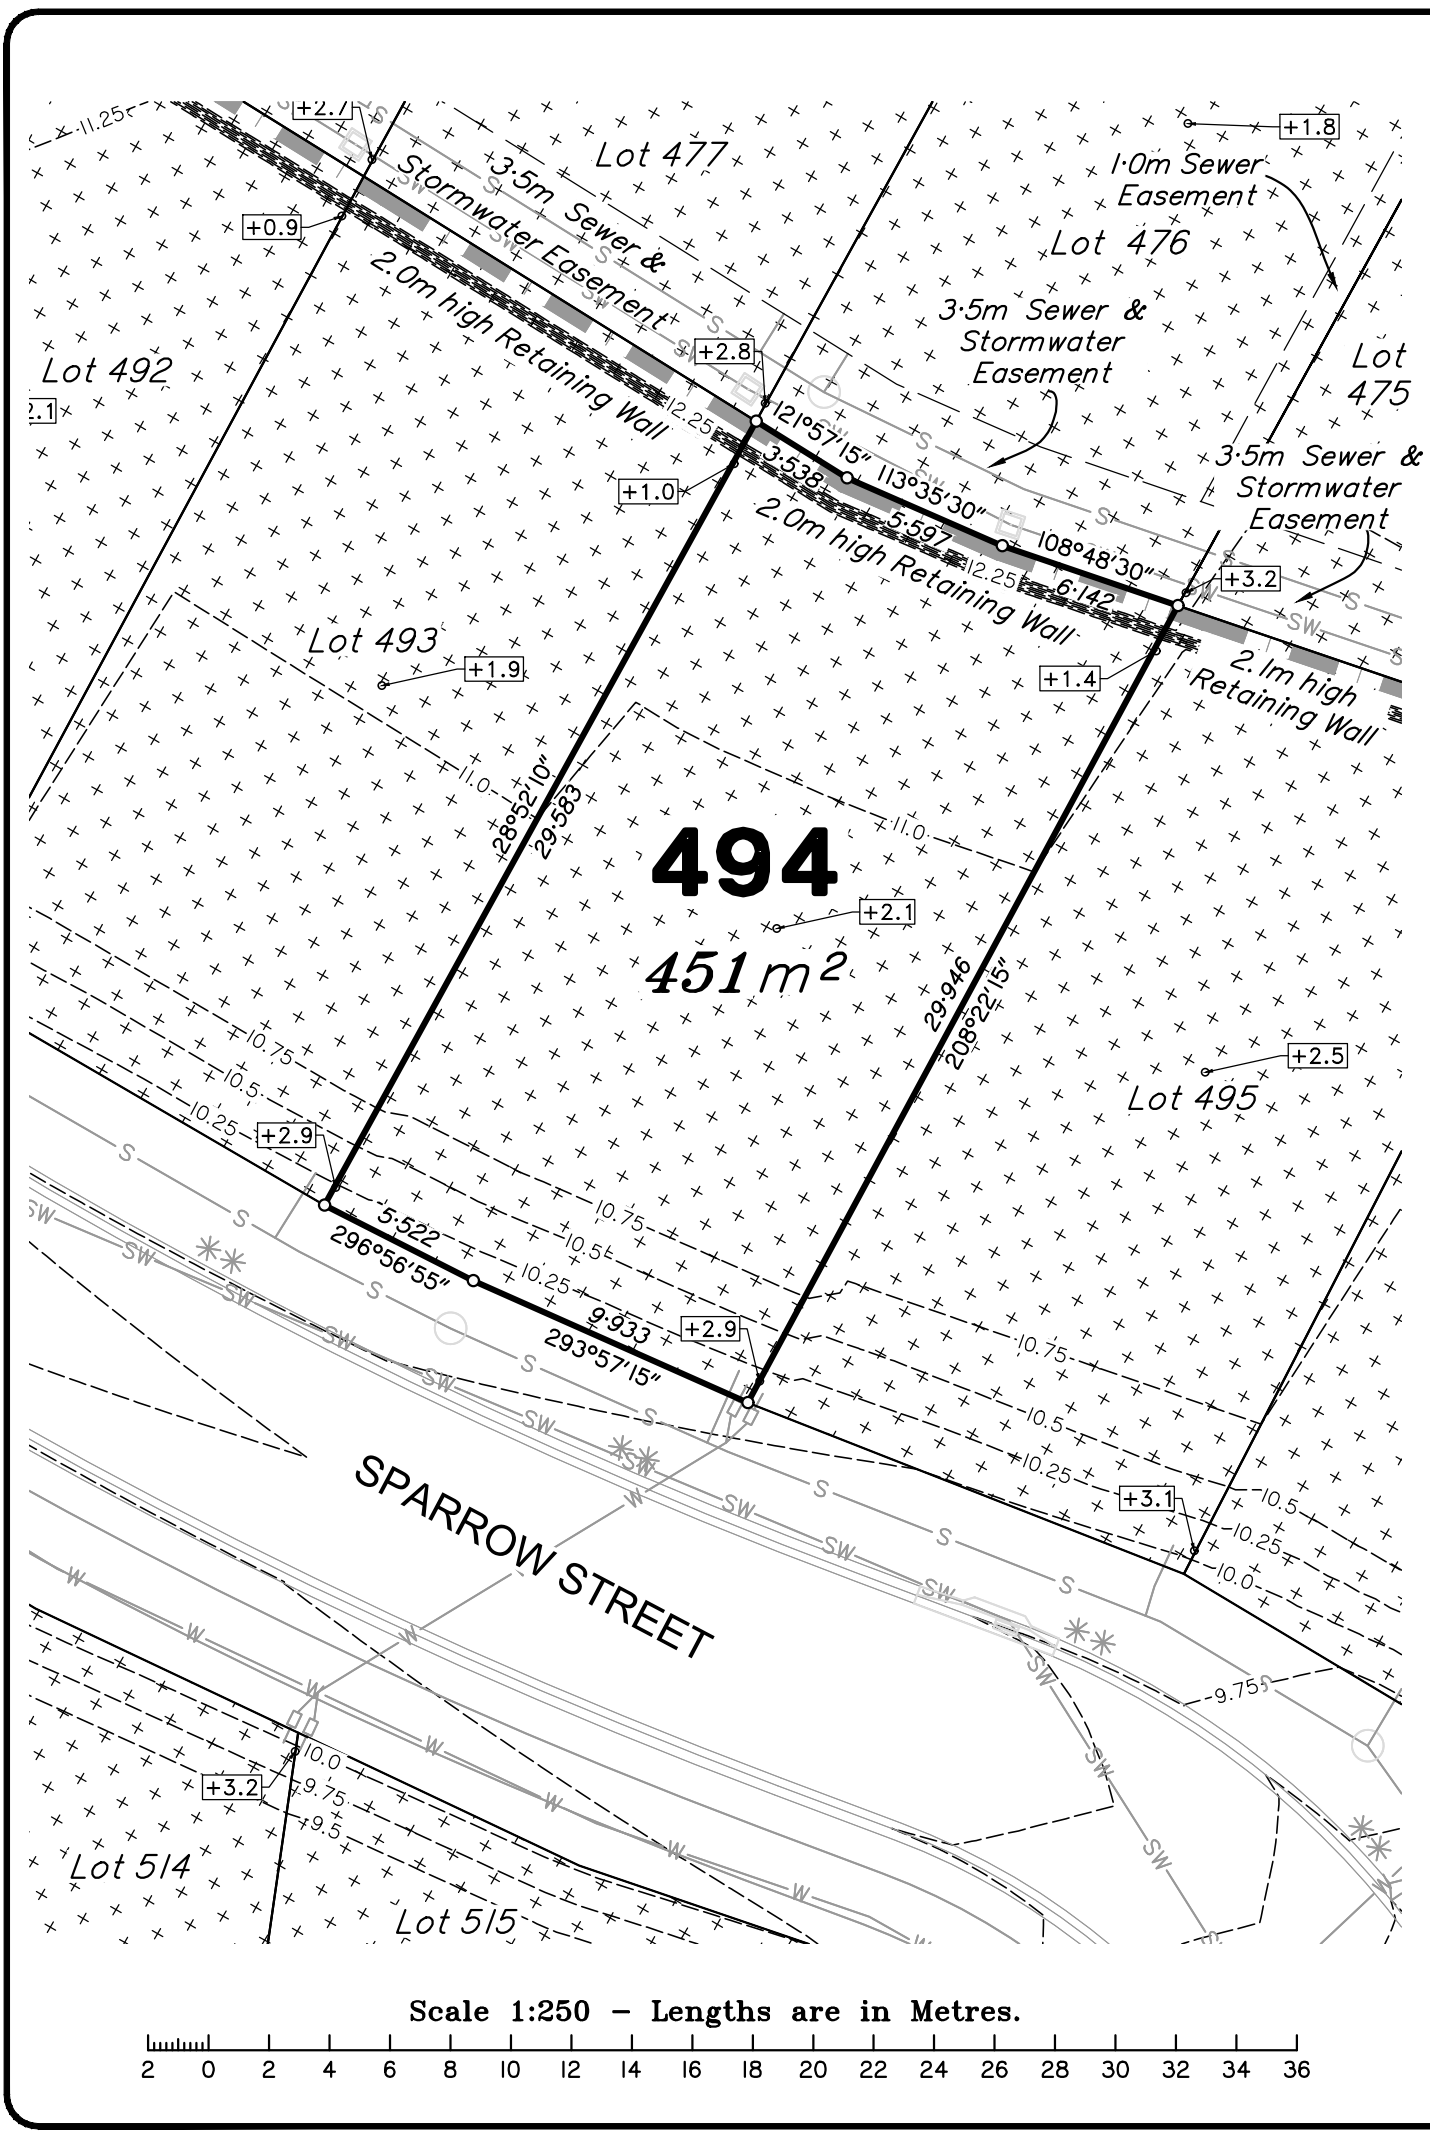 11.25
+2.7
Lot 477
+1.8
1·0m Sewer
Easement
3·5m Sewer &
Stormwater Easement
+0.9
Lot 476
2.0m high Retaining Wall
3·5m Sewer &
Stormwater
Easement
+2.8
Lot 492
2.1
Lot
475
12.25
121°57'15"
3·538
113°35'30"
5·597
3·5m Sewer &
Stormwater
Easement
+1.0
2.0m high Retaining Wall
12.25
108°48'30"
6·142
+3.2
Lot 493
+1.9
+1.4
2.1m high
Retaining Wall
11.0
28°52'10"
29·583
11.0
494
+2.1
451 m²
29·946
208°22'15"
+2.5
Lot 495
10.75
10.5
10.25
+2.9
5·522
296°56'55"
10.75
10.5
10.25
9·933
293°57'15"
+2.9
10.75
10.5
10.25
+3.1
10.5
10.25
10.0
SPARROW STREET
9.75
10.0
9.75
9.5
+3.2
Lot 514
Lot 515
S
SW
W
Scale 1:250 – Lengths are in Metres.
2 0 2 4 6 8 10 12 14 16 18 20 22 24 26 28 30 32 34 36